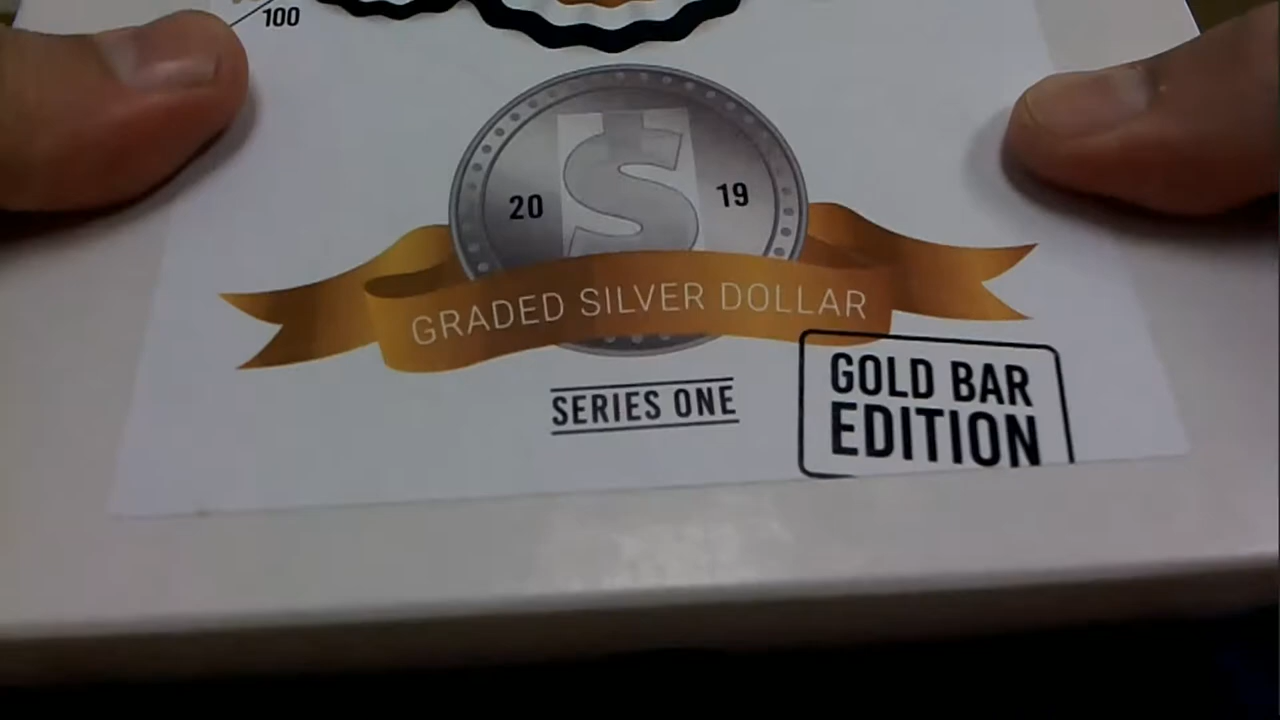 100
20 $ 19
GRADED SILVER DOLLAR
SERIES ONE
GOLD BAR
EDITION